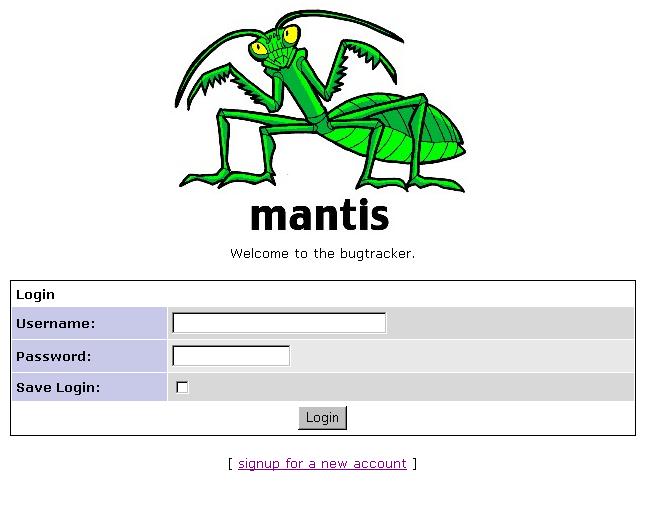 mantis
Welcome to the bugtracker.
Login
Username:
Password:
Save Login:
Login
[ signup for a new account ]